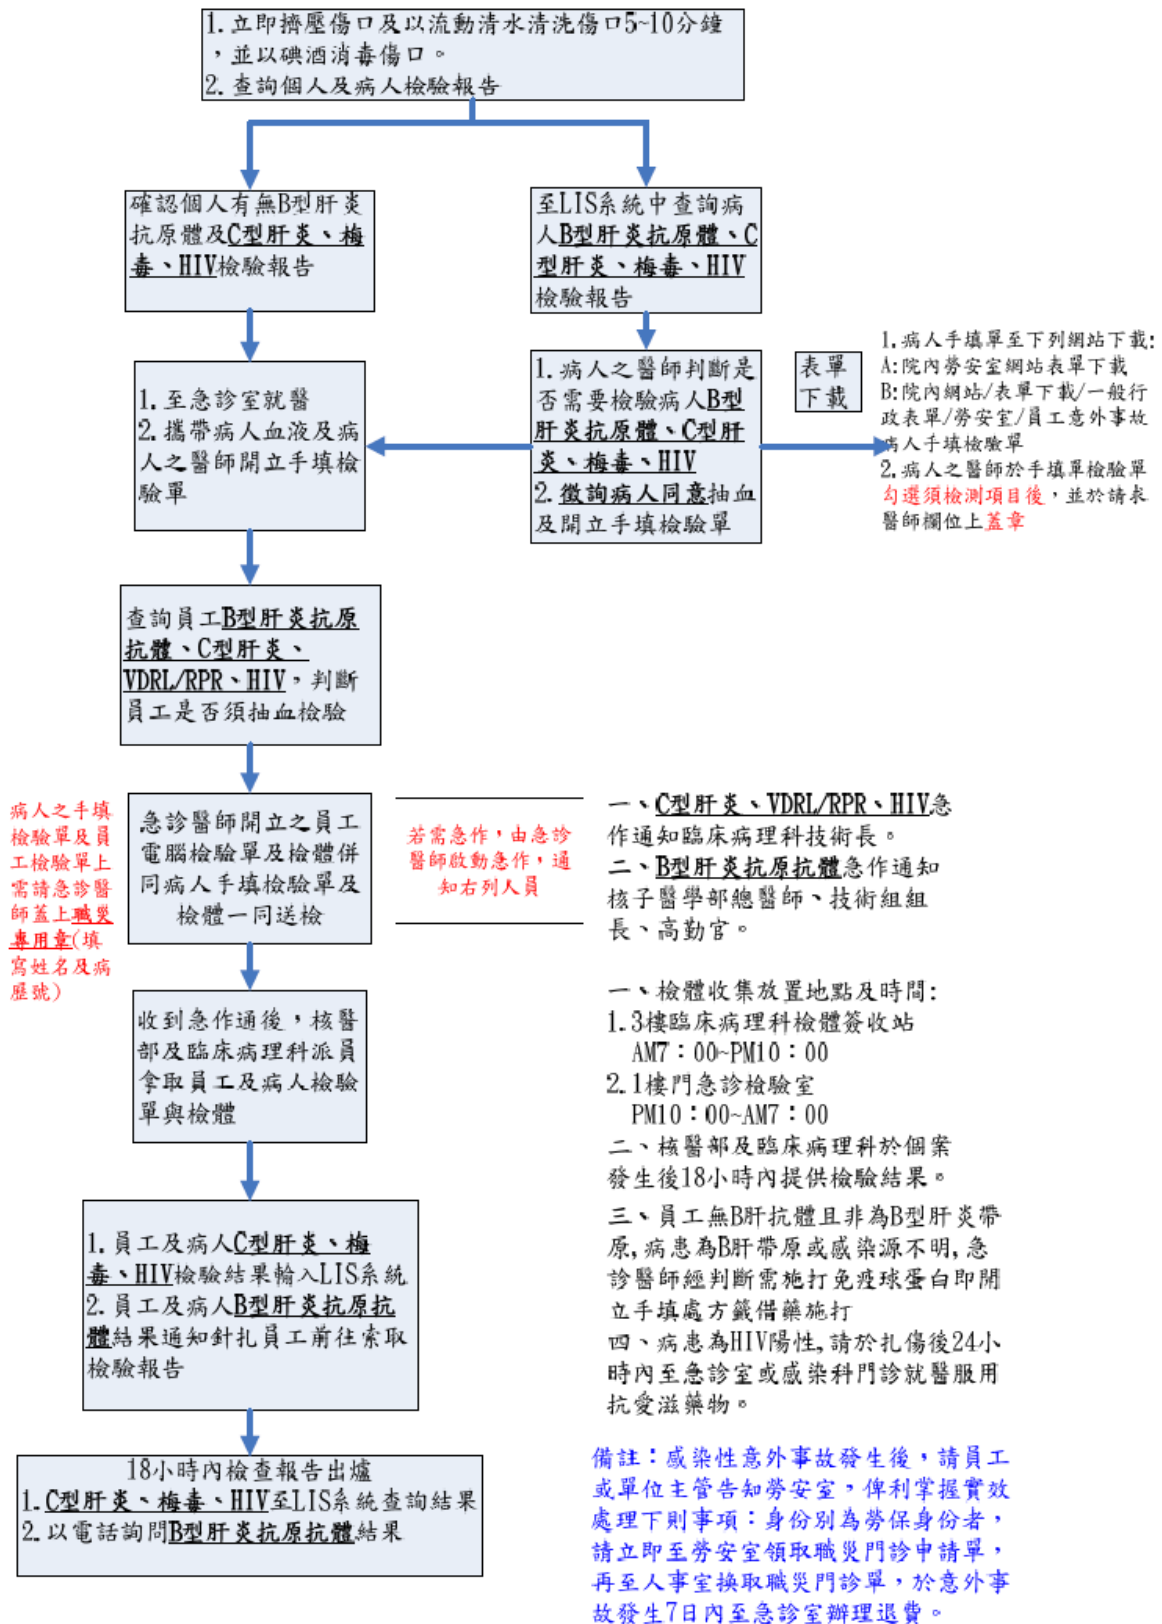 1. 立即擠壓傷口及以流動清水清洗傷口5~10分鐘
，並以碘酒消毒傷口。
2. 查詢個人及病人檢驗報告
確認個人有無B型肝炎
抗原體及C型肝炎、梅
毒、HIV檢驗報告
至LIS系統中查詢病
人B型肝炎抗原體、C
型肝炎、梅毒、HIV
檢驗報告
1. 至急診室就醫
2. 攜帶病人血液及病
人之醫師開立手填檢
驗單
1. 病人之醫師判斷是
否需要檢驗病人B型
肝炎抗原體、C型肝
炎、梅毒、HIV
2. 徵詢病人同意抽血
及開立手填檢驗單
表單
下載
1. 病人手填單至下列網站下載:
A:院內勞安室網站表單下載
B:院內網站/表單下載/一般行
政表單/勞安室/員工意外事故
病人手填檢驗單
2. 病人之醫師於手填單檢驗單
勾選須檢測項目後，並於請求
醫師欄位上蓋章
查詢員工B型肝炎抗原
抗體、C型肝炎、
VDRL/RPR、HIV，判斷
員工是否須抽血檢驗
病人之手填
檢驗單及員
工檢驗單上
需請急診醫
師蓋上職災
專用章(填
寫姓名及病
歷號)
急診醫師開立之員工
電腦檢驗單及檢體併
同病人手填檢驗單及
檢體一同送檢
若需急作，由急診
醫師啟動急作，通
知右列人員
一、C型肝炎、VDRL/RPR、HIV急
作通知臨床病理科技術長。
二、B型肝炎抗原抗體急作通知
核子醫學部總醫師、技術組組
長、高勤官。
收到急作通後，核醫
部及臨床病理科派員
拿取員工及病人檢驗
單與檢體
一、檢體收集放置地點及時間:
1. 3樓臨床病理科檢體簽收站
AM7：00~PM10：00
2. 1樓門急診檢驗室
PM10：00~AM7：00
二、核醫部及臨床病理科於個案
發生後18小時內提供檢驗結果。
三、員工無B肝抗體且非為B型肝炎帶
原, 病患為B肝帶原或感染源不明, 急
診醫師經判斷需施打免疫球蛋白即開
立手填處方籤借藥施打
四、病患為HIV陽性, 請於扎傷後24小
時內至急診室或感染科門診就醫服用
抗愛滋藥物。
1. 員工及病人C型肝炎、梅
毒、HIV檢驗結果輸入LIS系統
2. 員工及病人B型肝炎抗原抗
體結果通知針扎員工前往索取
檢驗報告
18小時內檢查報告出爐
1. C型肝炎、梅毒、HIV至LIS系統查詢結果
2. 以電話詢問B型肝炎抗原抗體結果
備註：感染性意外事故發生後，請員工
或單位主管告知勞安室，俾利掌握實效
處理下則事項：身份別為勞保身份者，
請立即至勞安室領取職災門診申請單，
再至人事室換取職災門診單，於意外事
故發生7日內至急診室辦理退費。